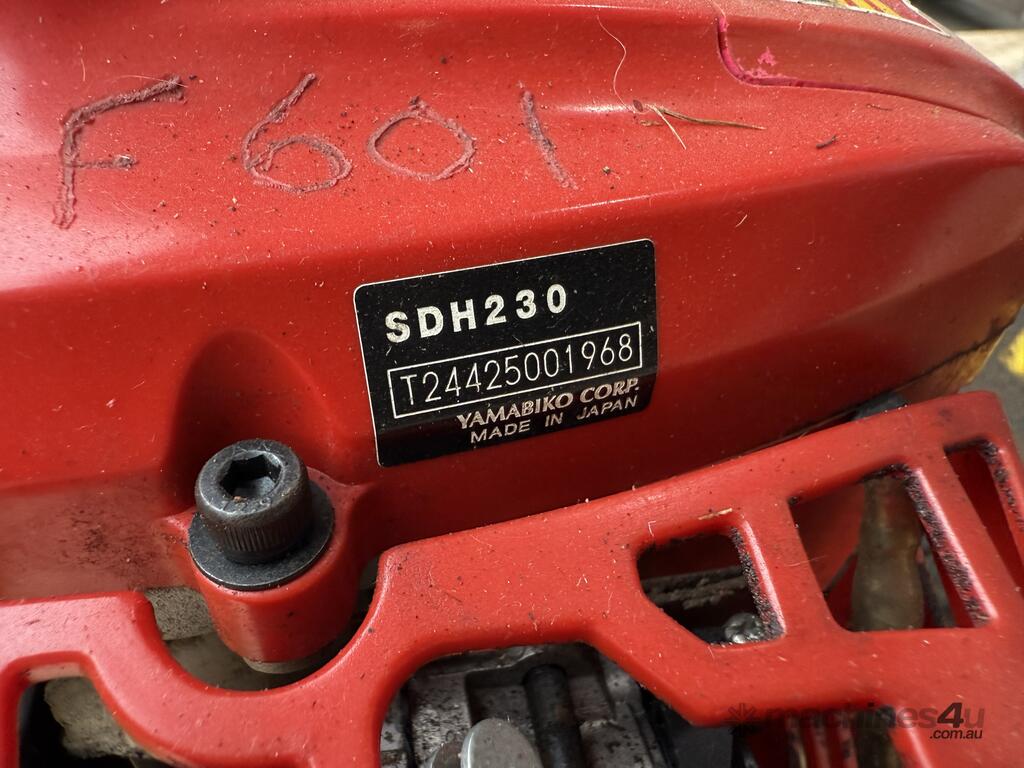 F601
SDH230
T24425001968
YAMABIKO CORP.
MADE IN JAPAN
machines4u
.com.au